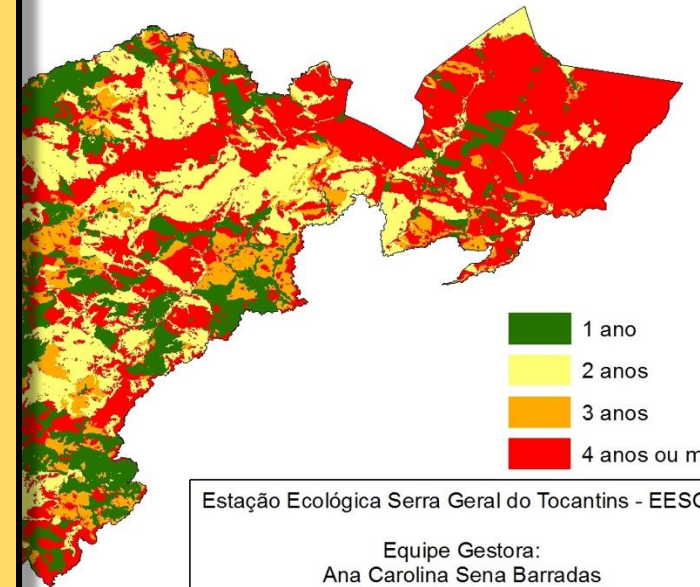 1 ano
2 anos
3 anos
4 anos ou m
Estação Ecológica Serra Geral do Tocantins - EESG
Equipe Gestora:
Ana Carolina Sena Barradas